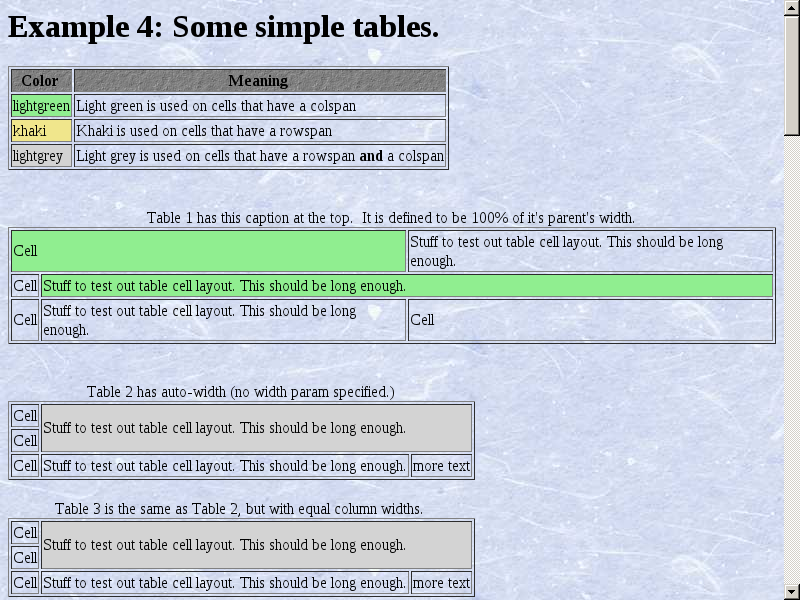 Example 4: Some simple tables.
Color Meaning
lightgreen Light green is used on cells that have a colspan
khaki Khaki is used on cells that have a rowspan
lightgrey Light grey is used on cells that have a rowspan and a colspan
Table 1 has this caption at the top. It is defined to be 100% of it's parent's width.
Cell
Stuff to test out table cell layout. This should be long
enough.
Cell Stuff to test out table cell layout. This should be long enough.
Cell
Stuff to test out table cell layout. This should be long
enough.
Cell
Table 2 has auto-width (no width param specified.)
Cell
Cell
Stuff to test out table cell layout. This should be long enough.
Cell Stuff to test out table cell layout. This should be long enough. more text
Table 3 is the same as Table 2, but with equal column widths.
Cell
Cell
Stuff to test out table cell layout. This should be long enough.
Cell Stuff to test out table cell layout. This should be long enough. more text